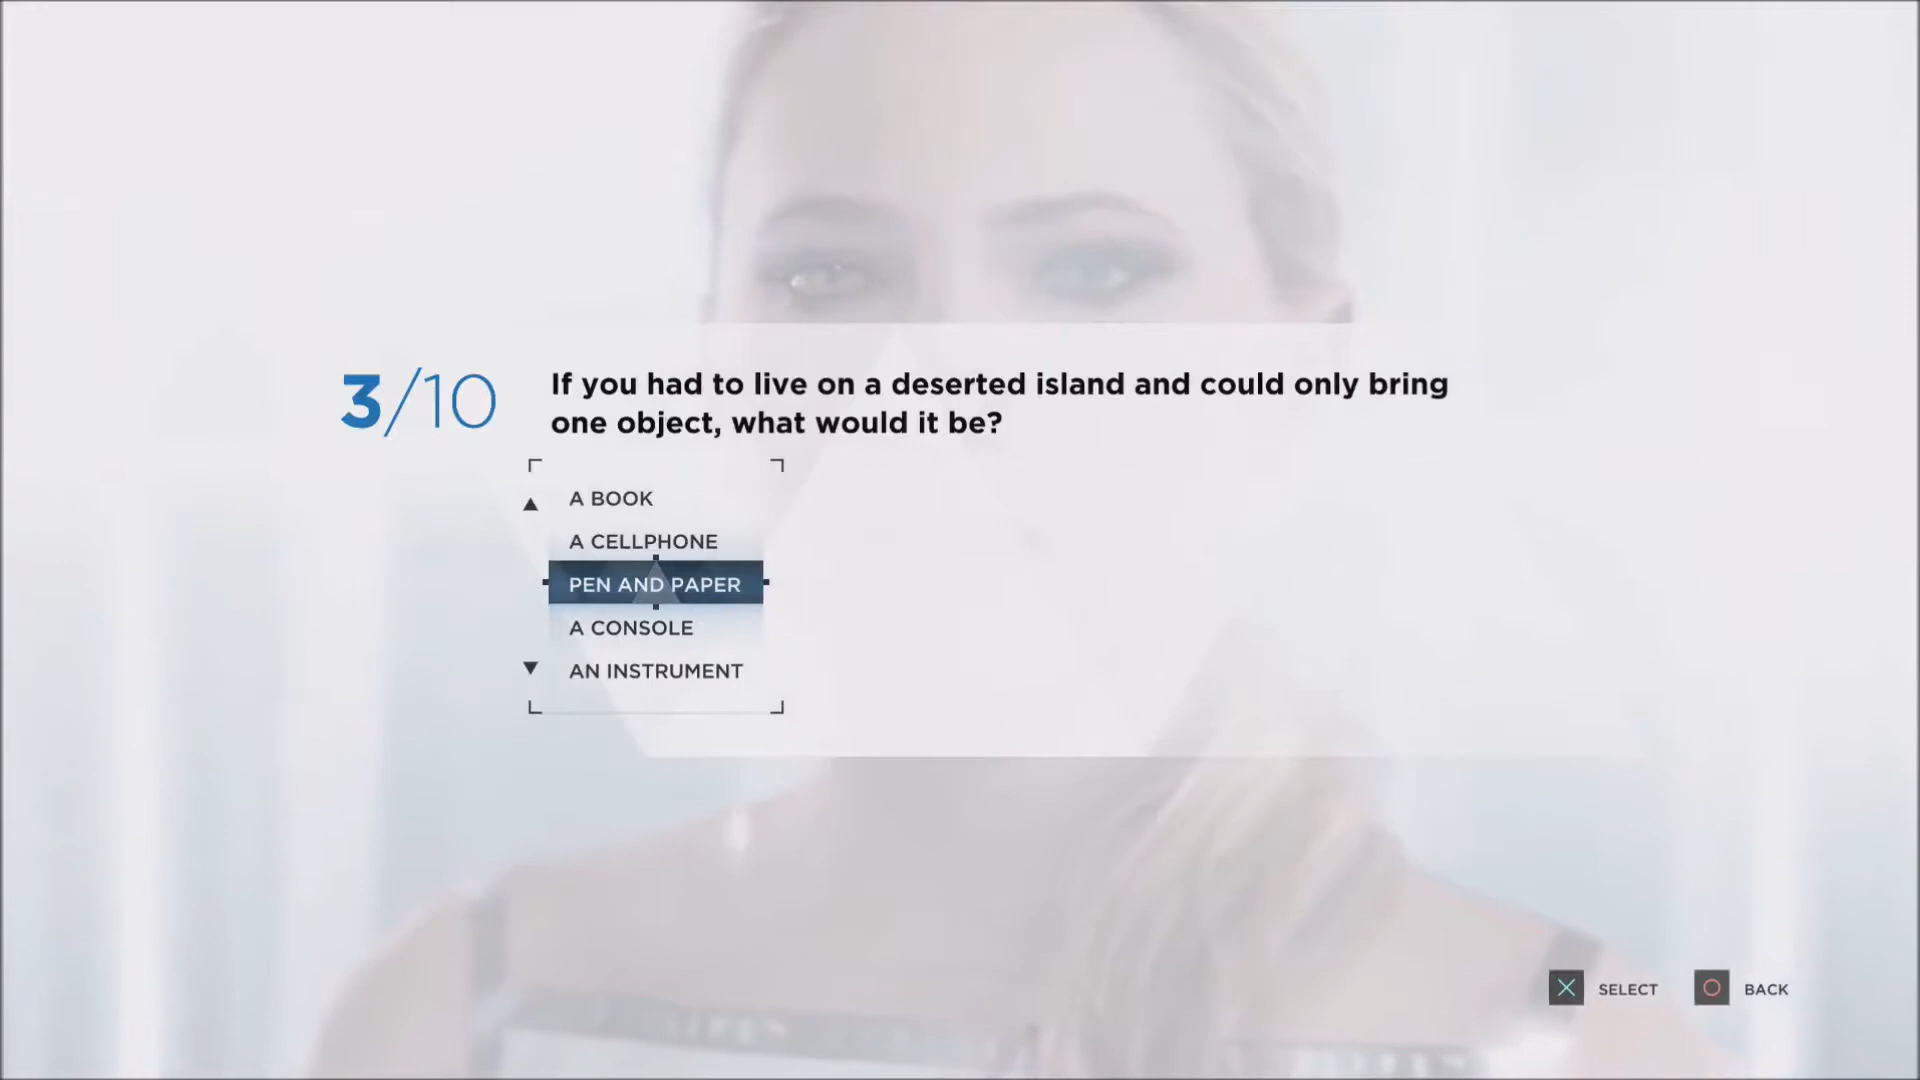 3/10
If you had to live on a deserted island and could only bring
one object, what would it be?
A BOOK
A CELLPHONE
PEN AND PAPER
A CONSOLE
AN INSTRUMENT
SELECT
BACK